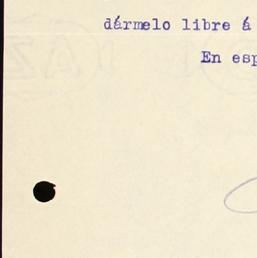 dármelo libre á
En esp